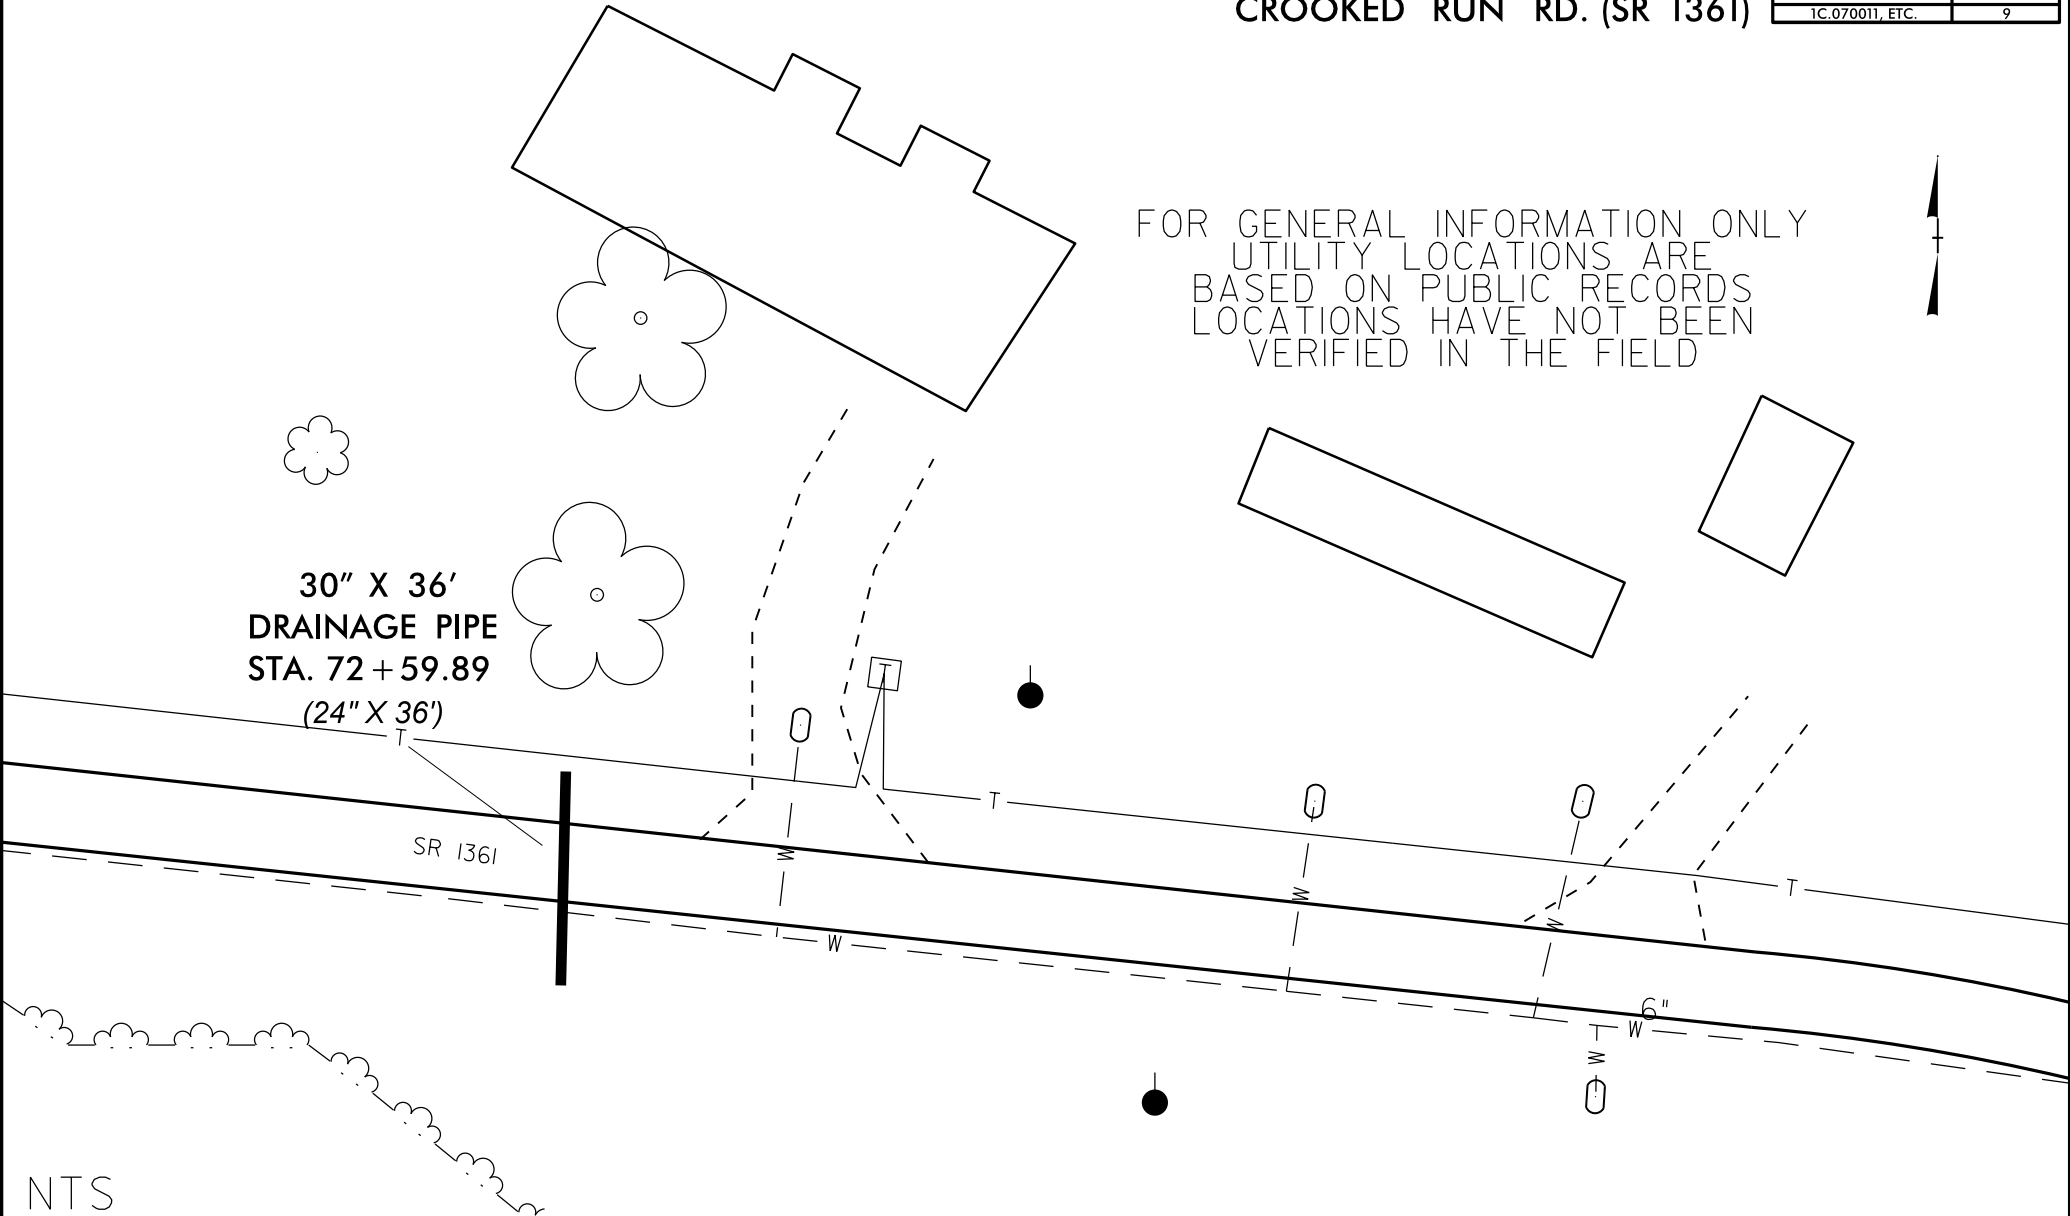 CROOKED RUN RD. (SR 1361)
1C.070011, ETC.
9
FOR GENERAL INFORMATION ONLY
UTILITY LOCATIONS ARE
BASED ON PUBLIC RECORDS
LOCATIONS HAVE NOT BEEN
VERIFIED IN THE FIELD
30" X 36'
DRAINAGE PIPE
STA. 72+59.89
(24" X 36')
T
T
T
T
SR 1361
W
W
W
W
W
6"
W
NTS